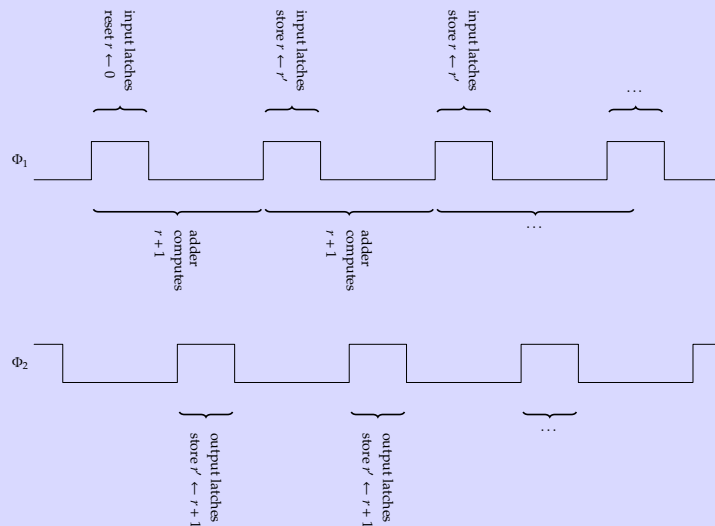 input latches
reset r ← 0
input latches
store r ← r′
input latches
store r ← r′
...
Φ1
adder
computes
r + 1
adder
computes
r + 1
...
Φ2
output latches
store r′ ← r + 1
output latches
store r′ ← r + 1
...